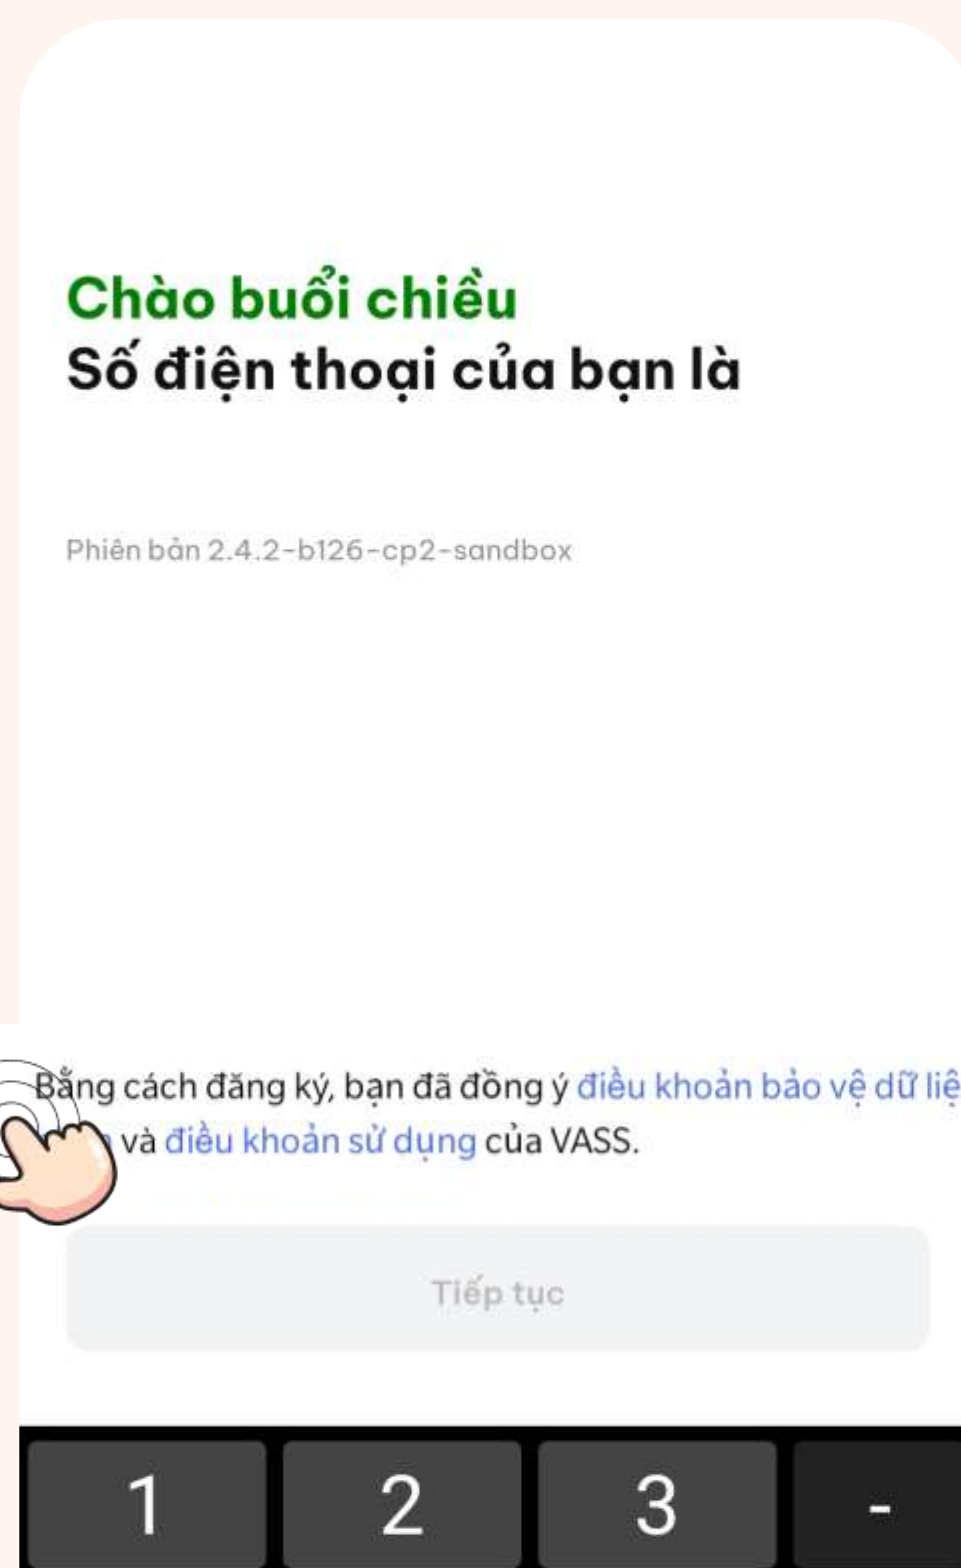 Chào buổi chiều
Số điện thoại của bạn là
Phiên bản 2.4.2-b126-cp2-sandbox
Bằng cách đăng ký, bạn đã đồng ý điều khoản bảo vệ dữ
và điều khoản sử dụng của VASS.
Tiếp tục
1 2 3 -